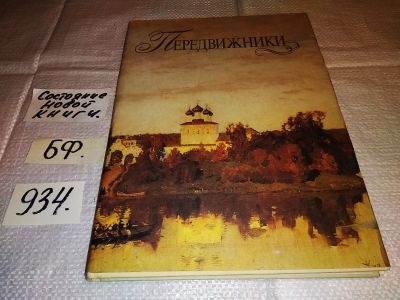 Передвижники
Состояние
новой
книги.
БФ.
934.